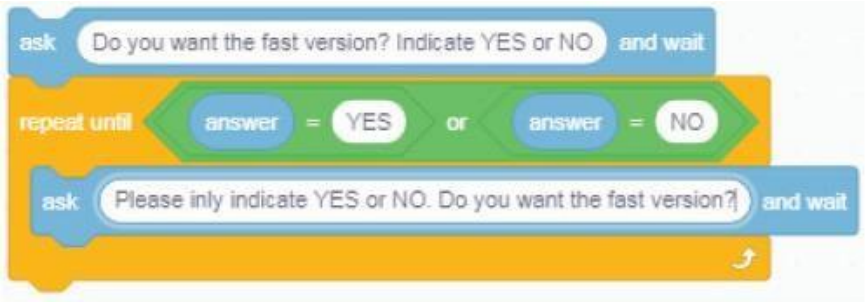 ask Do you want the fast version? Indicate YES or NO and wait
repeat until answer = YES or answer = NO
ask Please inly indicate YES or NO. Do you want the fast version? and wait